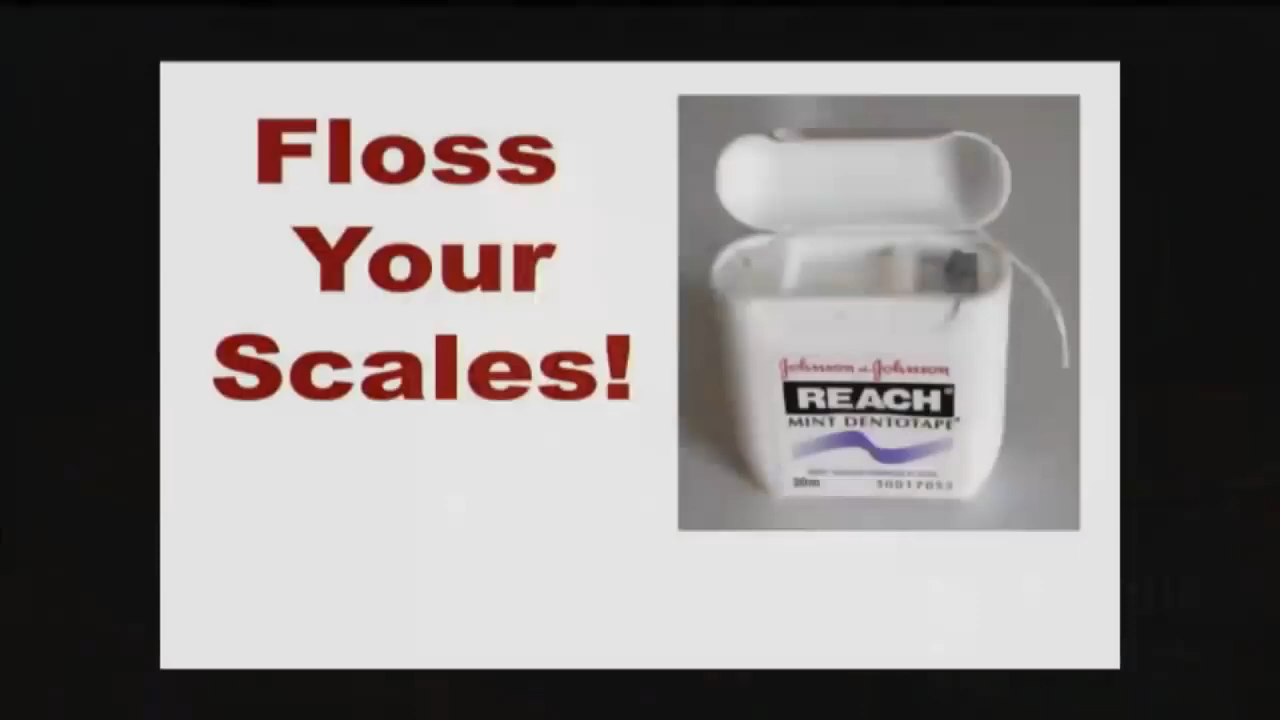 Floss
Your
Scales!
Johnson & Johnson
REACH®
MINT DENTOTAPE®